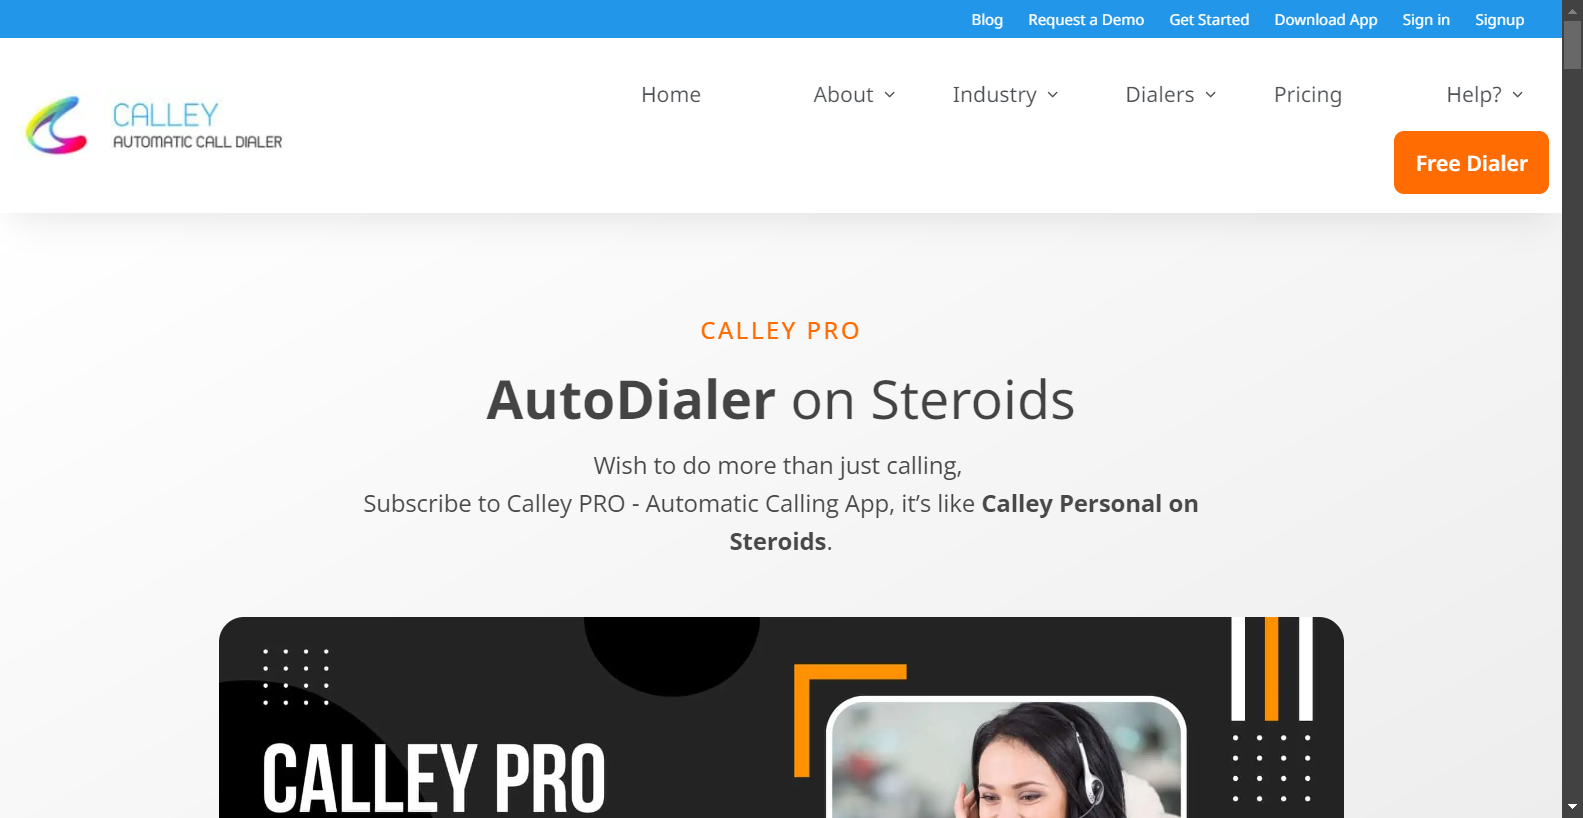 Blog Request a Demo Get Started Download App Sign in Signup
Home About Industry Dialers Pricing Help?
CALLEY
AUTOMATIC CALL DIALER
Free Dialer
CALLEY PRO
AutoDialer on Steroids
Wish to do more than just calling,
Subscribe to Calley PRO - Automatic Calling App, it’s like Calley Personal on
Steroids.
CALLEY PRO